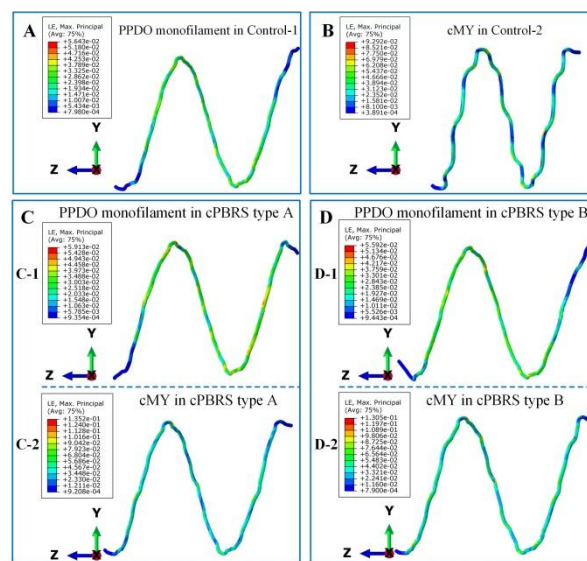 A
PPDO monofilament in Control-1
LE, Max. Principal
(Avg: 75%)
+5.643e-02
+5.180e-02
+4.716e-02
+4.253e-02
+3.789e-02
+3.325e-02
+2.862e-02
+2.398e-02
+1.934e-02
+1.471e-02
+1.007e-02
+5.434e-03
+7.980e-04
Y
Z
X
B
cMY in Control-2
LE, Max. Principal
(Avg: 75%)
+9.292e-02
+8.521e-02
+7.750e-02
+6.979e-02
+6.208e-02
+5.437e-02
+4.666e-02
+3.894e-02
+3.123e-02
+2.352e-02
+1.581e-02
+8.100e-03
+3.891e-04
Y
Z
X
C
PPDO monofilament in cPBRS type A
C-1
LE, Max. Principal
(Avg: 75%)
+5.913e-02
+5.428e-02
+4.943e-02
+4.458e-02
+3.973e-02
+3.488e-02
+3.003e-02
+2.518e-02
+2.033e-02
+1.548e-02
+1.063e-02
+5.785e-03
+9.354e-04
Y
Z
X
cMY in cPBRS type A
C-2
LE, Max. Principal
(Avg: 75%)
+1.352e-01
+1.240e-01
+1.128e-01
+1.016e-01
+9.042e-02
+7.923e-02
+6.804e-02
+5.686e-02
+4.567e-02
+3.448e-02
+2.330e-02
+1.211e-02
+9.208e-04
Y
Z
X
D
PPDO monofilament in cPBRS type B
D-1
LE, Max. Principal
(Avg: 75%)
+5.592e-02
+5.134e-02
+4.676e-02
+4.217e-02
+3.759e-02
+3.301e-02
+2.843e-02
+2.385e-02
+1.927e-02
+1.469e-02
+1.011e-02
+5.526e-03
+9.443e-04
Y
Z
X
cMY in cPBRS type B
D-2
LE, Max. Principal
(Avg: 75%)
+1.305e-01
+1.197e-01
+1.089e-01
+9.806e-02
+8.725e-02
+7.644e-02
+6.564e-02
+5.483e-02
+4.402e-02
+3.321e-02
+2.241e-02
+1.160e-02
+7.900e-04
Y
Z
X